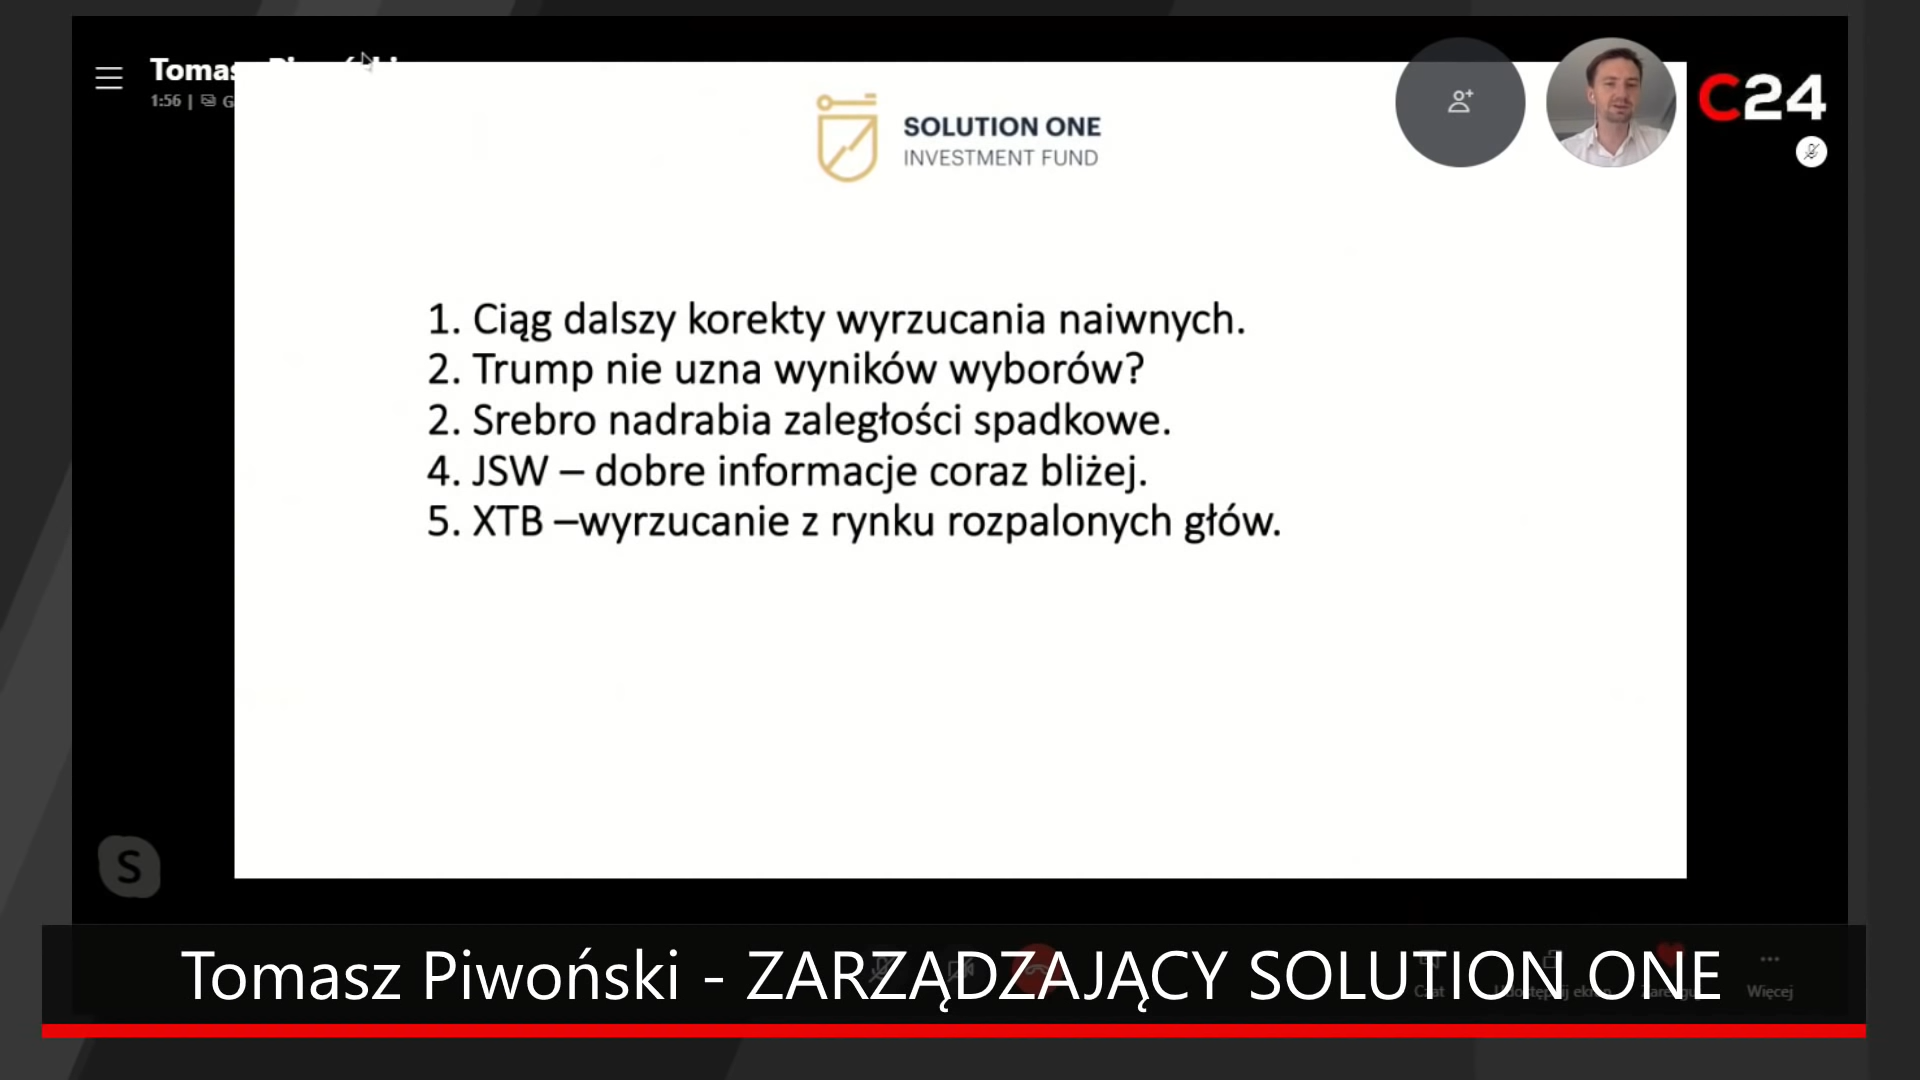 Tomasz Piwoński
1:56 |
C24
SOLUTION ONE
INVESTMENT FUND
1. Ciąg dalszy korekty wyrzucania naiwnych.
2. Trump nie uzna wyników wyborów?
2. Srebro nadrabia zaległości spadkowe.
4. JSW – dobre informacje coraz bliżej.
5. XTB –wyrzucanie z rynku rozpalonych głów.
S
Tomasz Piwoński - ZARZĄDZAJĄCY SOLUTION ONE
Więcej